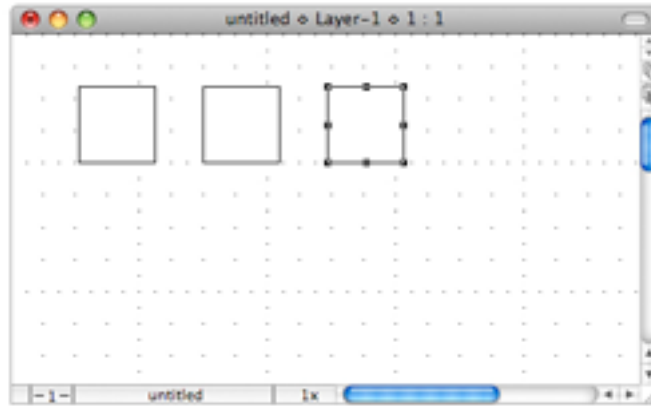 untitled ⋄ Layer-1 ⋄ 1 : 1
-1- untitled 1x